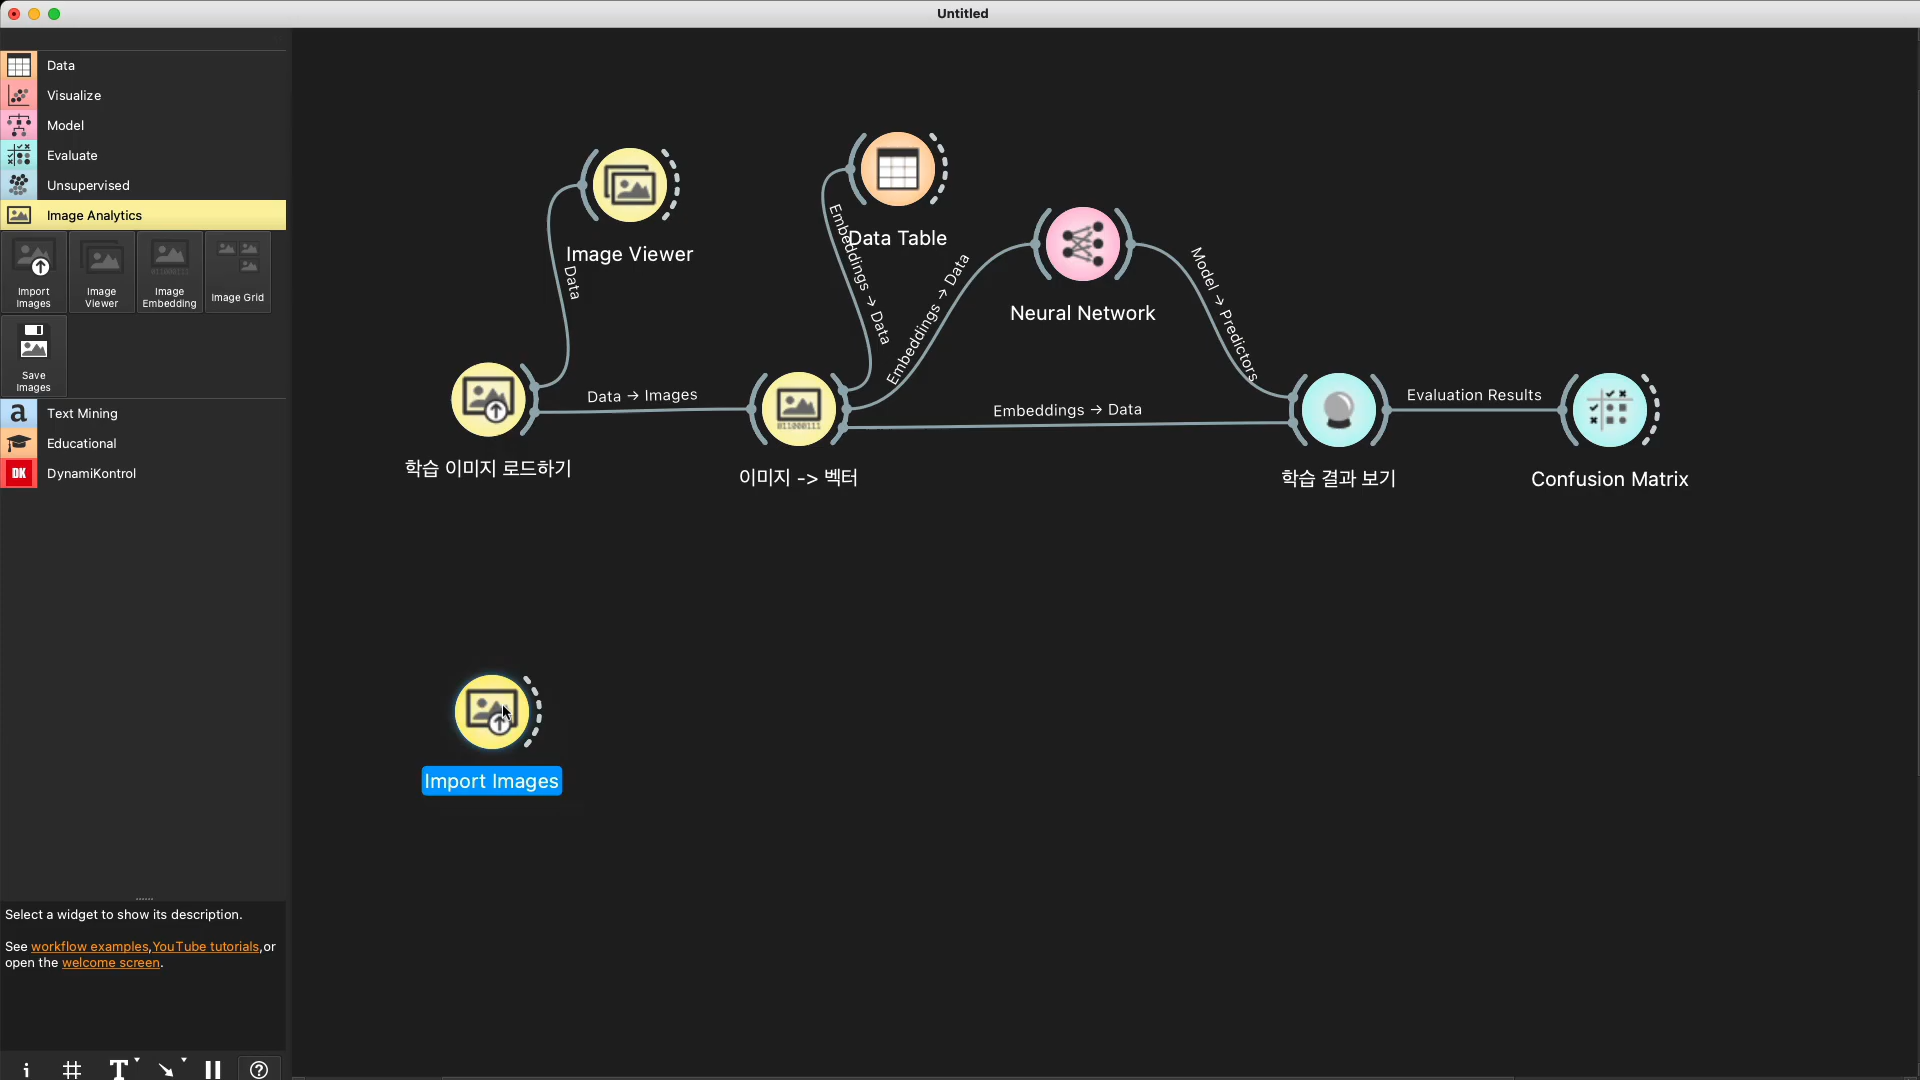 Untitled
Data
Visualize
Model
Evaluate
Unsupervised
Image Analytics
Import
Images
Image
Viewer
Image
Embedding
Image Grid
Save
Images
a
Text Mining
Educational
DK
DynamiKontrol
Image Viewer
Data Table
Neural Network
Data
Embeddings → Data
Embeddings → Data
Model → Predictors
Data → Images
Embeddings → Data
Evaluation Results
011000111
학습 이미지 로드하기
이미지 -> 벡터
학습 결과 보기
Confusion Matrix
Import Images
Select a widget to show its description.
See workflow examples, YouTube tutorials, or
open the welcome screen.
i
T
?